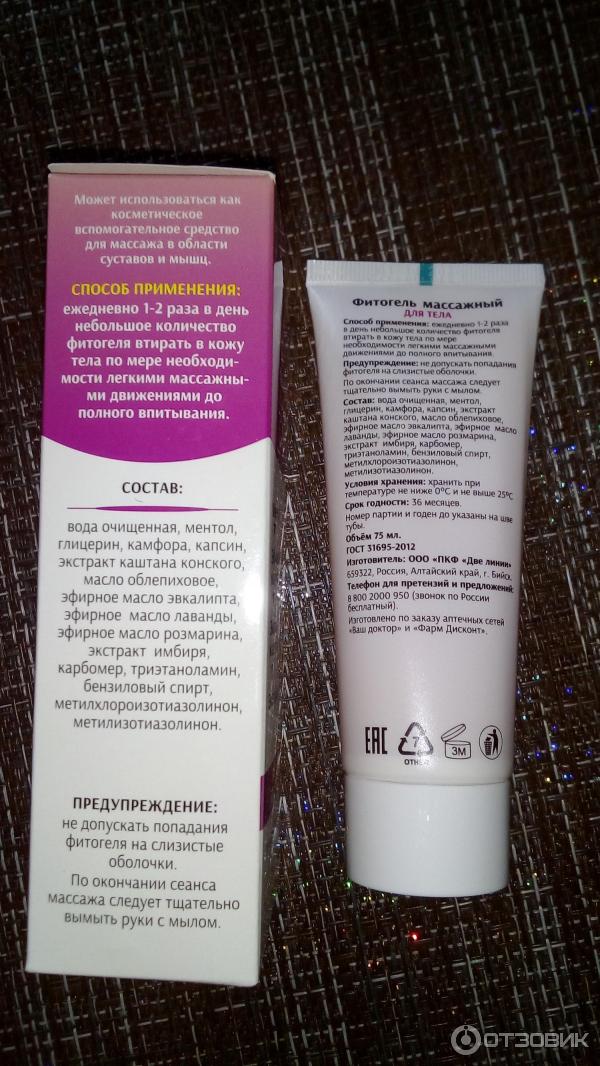 Может использоваться как
косметическое
вспомогательное средство
для массажа в области
суставов и мышц.
СПОСОБ ПРИМЕНЕНИЯ:
ежедневно 1-2 раза в день
небольшое количество
фитогеля втирать в кожу
тела по мере необходи-
мости легкими массажны-
ми движениями до
полного впитывания.
СОСТАВ:
вода очищенная, ментол,
глицерин, камфора, капсин,
экстракт каштана конского,
масло облепиховое,
эфирное масло эвкалипта,
эфирное масло лаванды,
эфирное масло розмарина,
экстракт имбиря,
карбомер, триэтаноламин,
бензиловый спирт,
метилхлороизотиазолинон,
метилизотиазолинон.
ПРЕДУПРЕЖДЕНИЕ:
не допускать попадания
фитогеля на слизистые
оболочки.
По окончании сеанса
массажа следует тщательно
вымыть руки с мылом.
Фитогель массажный
ДЛЯ ТЕЛА
Способ применения: ежедневно 1-2 раза
в день небольшое количество фитогеля
втирать в кожу тела по мере
необходимости легкими массажными
движениями до полного впитывания.
Предупреждение: не допускать попадания
фитогеля на слизистые оболочки.
По окончании сеанса массажа следует
тщательно вымыть руки с мылом.
Состав: вода очищенная, ментол,
глицерин, камфора, капсин, экстракт
каштана конского, масло облепиховое,
эфирное масло эвкалипта, эфирное масло
лаванды, эфирное масло розмарина,
экстракт имбиря, карбомер,
триэтаноламин, бензиловый спирт,
метилхлороизотиазолинон,
метилизотиазолинон.
Условия хранения: хранить при
температуре не ниже 0°С и не выше 25°С
Срок годности: 36 месяцев.
Номер партии и годен до указаны на шве
тубы.
Объём 75 мл.
ГОСТ 31695-2012
Изготовитель: ООО «ПКФ «Две линии»
659322, Россия, Алтайский край, г. Бийск,
Телефон для претензий и предложений:
8 800 2000 950 (звонок по России
бесплатный).
Изготовлено по заказу аптечных сетей
«Ваш доктор» и «Фарм Дисконт».
EAC
7
OTHER
3М
ОТЗОВИК